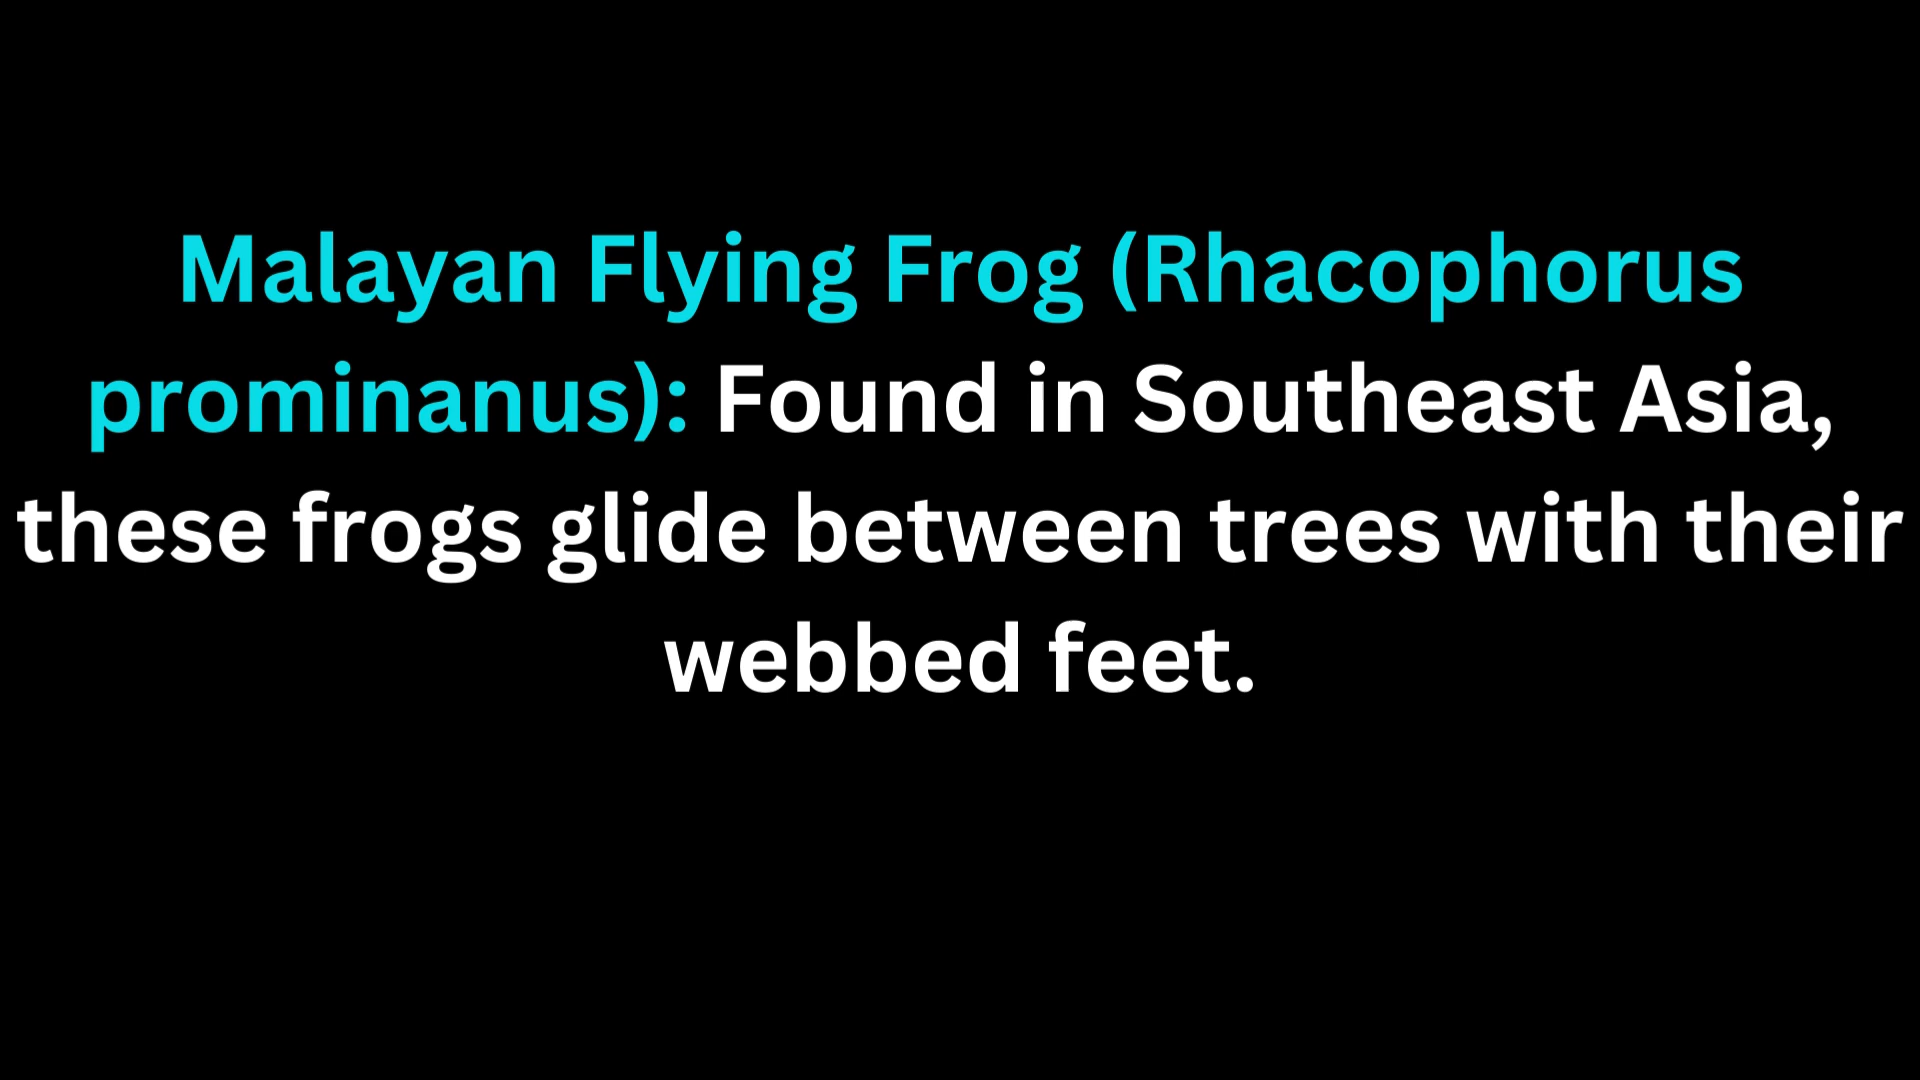 Malayan Flying Frog (Rhacophorus
prominanus): Found in Southeast Asia,
these frogs glide between trees with their
webbed feet.